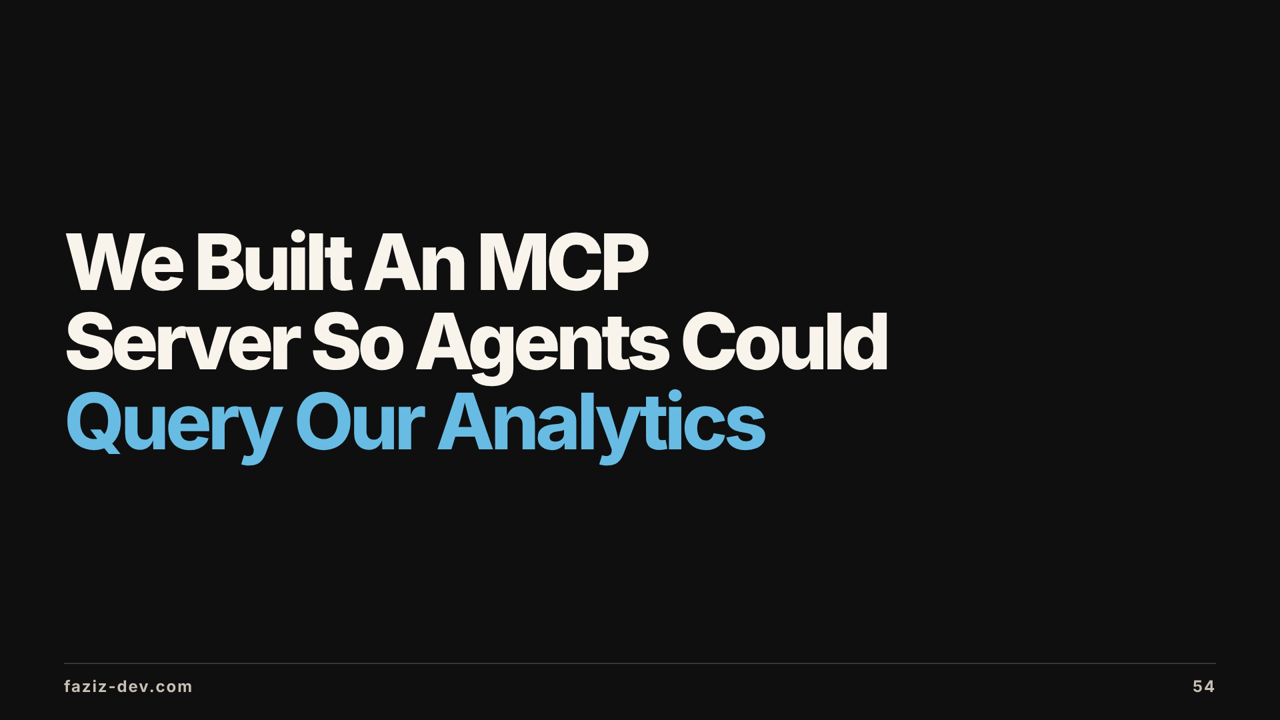 We Built An MCP
Server So Agents Could
Query Our Analytics
faziz-dev.com
54